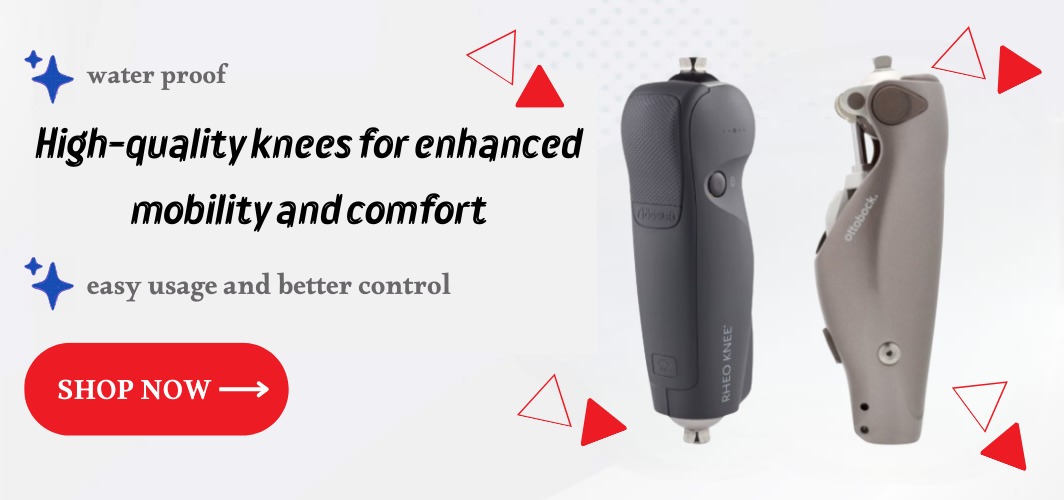 water proof
High-quality knees for enhanced
mobility and comfort
easy usage and better control
SHOP NOW
RHEO KNEE
ottobock.